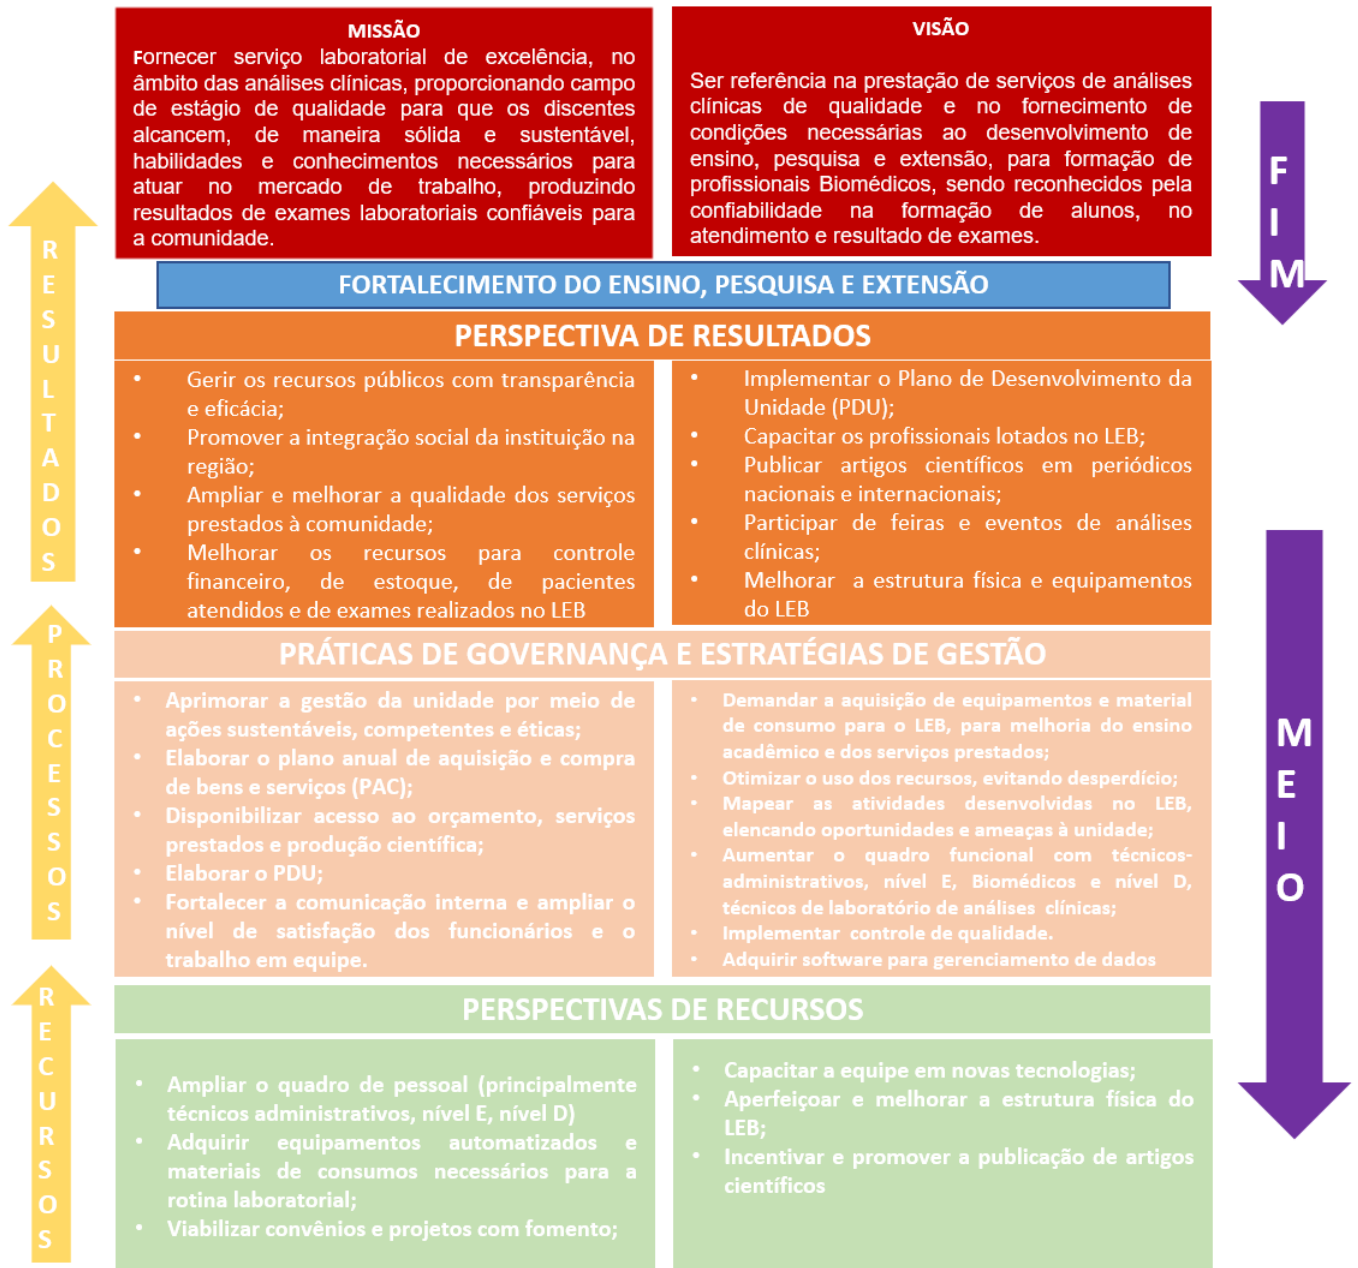 MISSÃO
Fornecer serviço laboratorial de excelência, no
âmbito das análises clínicas, proporcionando campo
de estágio de qualidade para que os discentes
alcancem, de maneira sólida e sustentável,
habilidades e conhecimentos necessários para
atuar no mercado de trabalho, produzindo
resultados de exames laboratoriais confiáveis para
a comunidade.
VISÃO
Ser referência na prestação de serviços de análises
clínicas de qualidade e no fornecimento de
condições necessárias ao desenvolvimento de
ensino, pesquisa e extensão, para formação de
profissionais Biomédicos, sendo reconhecidos pela
confiabilidade na formação de alunos, no
atendimento e resultado de exames.
FIM
RESULTADOS
FORTALECIMENTO DO ENSINO, PESQUISA E EXTENSÃO
PERSPECTIVA DE RESULTADOS
• Gerir os recursos públicos com transparência
e eficácia;
• Promover a integração social da instituição na
região;
• Ampliar e melhorar a qualidade dos serviços
prestados à comunidade;
• Melhorar os recursos para controle
financeiro, de estoque, de pacientes
atendidos e de exames realizados no LEB
• Implementar o Plano de Desenvolvimento da
Unidade (PDU);
• Capacitar os profissionais lotados no LEB;
• Publicar artigos científicos em periódicos
nacionais e internacionais;
• Participar de feiras e eventos de análises
clínicas;
• Melhorar a estrutura física e equipamentos
do LEB
PROCESSOS
MEIO
PRÁTICAS DE GOVERNANÇA E ESTRATÉGIAS DE GESTÃO
• Aprimorar a gestão da unidade por meio de
ações sustentáveis, competentes e éticas;
• Elaborar o plano anual de aquisição e compra
de bens e serviços (PAC);
• Disponibilizar acesso ao orçamento, serviços
prestados e produção científica;
• Elaborar o PDU;
• Fortalecer a comunicação interna e ampliar o
nível de satisfação dos funcionários e o
trabalho em equipe.
• Demandar a aquisição de equipamentos e material
de consumo para o LEB, para melhoria do ensino
acadêmico e dos serviços prestados;
• Otimizar o uso dos recursos, evitando desperdício;
• Mapear as atividades desenvolvidas no LEB,
elencando oportunidades e ameaças à unidade;
• Aumentar o quadro funcional com técnicos-
administrativos, nível E, Biomédicos e nível D,
técnicos de laboratório de análises clínicas;
• Implementar controle de qualidade.
• Adquirir software para gerenciamento de dados
RECURSOS
PERSPECTIVAS DE RECURSOS
• Ampliar o quadro de pessoal (principalmente
técnicos administrativos, nível E, nível D)
• Adquirir equipamentos automatizados e
materiais de consumos necessários para a
rotina laboratorial;
• Viabilizar convênios e projetos com fomento;
• Capacitar a equipe em novas tecnologias;
• Aperfeiçoar e melhorar a estrutura física do
LEB;
• Incentivar e promover a publicação de artigos
científicos